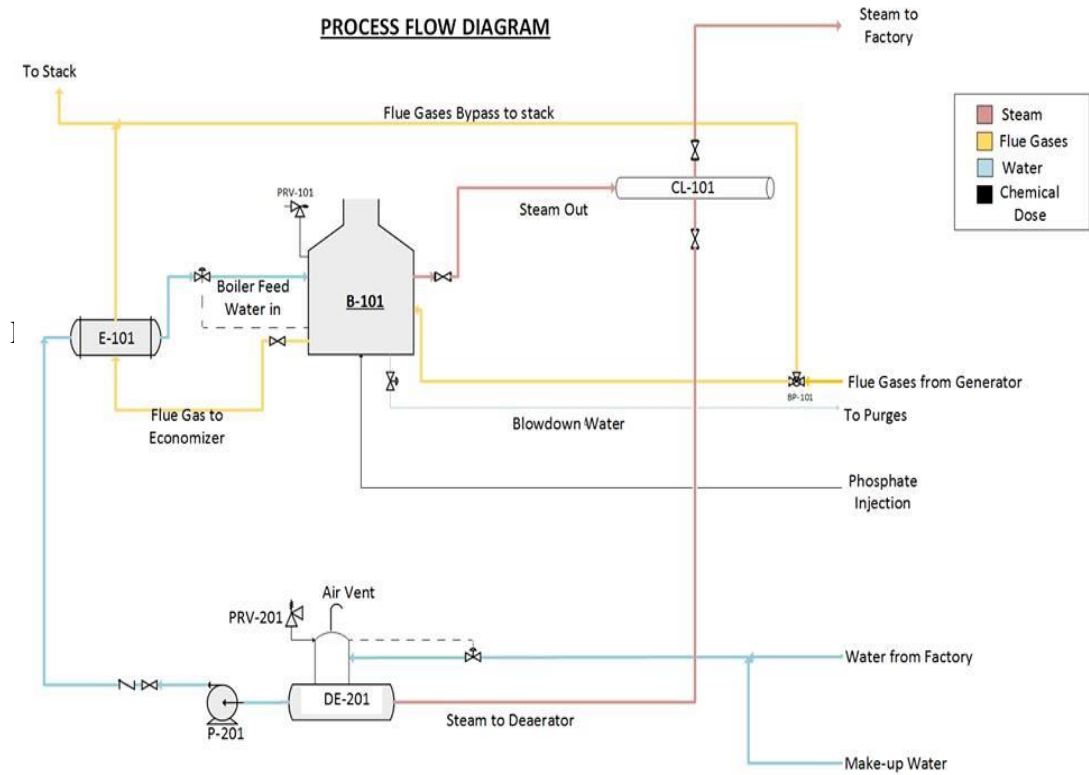 PROCESS FLOW DIAGRAM
Steam to
Factory
To Stack
Flue Gases Bypass to stack
Steam
Flue Gases
Water
Chemical
Dose
PRV-101
CL-101
Steam Out
Boiler Feed
Water in
B-101
E-101
Flue Gases from Generator
BP-101
Flue Gas to
Economizer
To Purges
Blowdown Water
Phosphate
Injection
Air Vent
PRV-201
Water from Factory
DE-201
Steam to Deaerator
P-201
Make-up Water